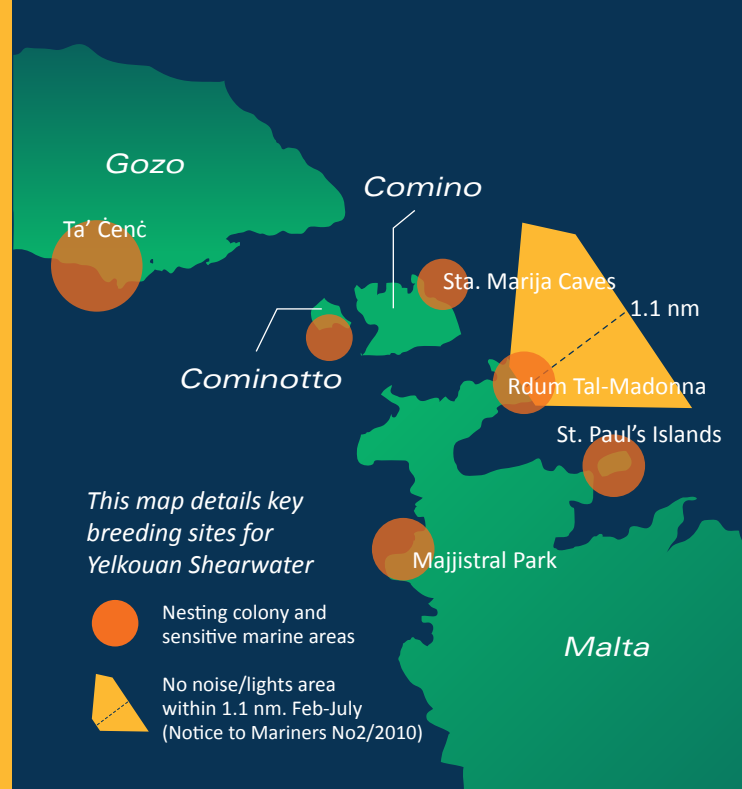 Gozo
Comino
Ta' Ċenċ
Sta. Marija Caves
1.1 nm
Cominotto
Rdum Tal-Madonna
St. Paul's Islands
This map details key
breeding sites for
Yelkouan Shearwater
Majjistral Park
Nesting colony and
sensitive marine areas
Malta
No noise/lights area
within 1.1 nm. Feb-July
(Notice to Mariners No2/2010)